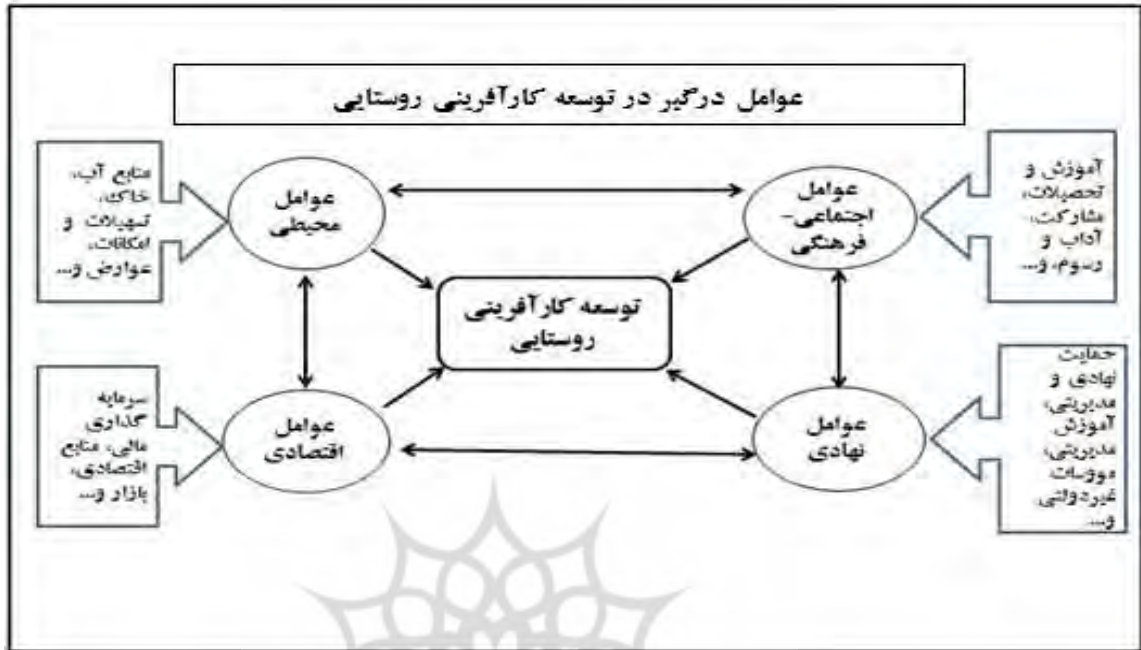 عوامل درگیر در توسعه کارآفرینی روستایی
آموزش و
تحصیلات،
مشارکت،
آداب و
رسوم، و...
عوامل
اجتماعی-
فرهنگی
عوامل
محیطی
منابع آب،
خاک،
تسهیلات و
امکانات،
عوارض و...
توسعه کارآفرینی
روستایی
حمایت
نهادی و
مدیریتی،
آموزش
مدیریتی،
موسسات
غیردولتی
و...
عوامل
نهادی
عوامل
اقتصادی
سرمایه
گذاری
مالی، منابع
اقتصادی،
بازار و...